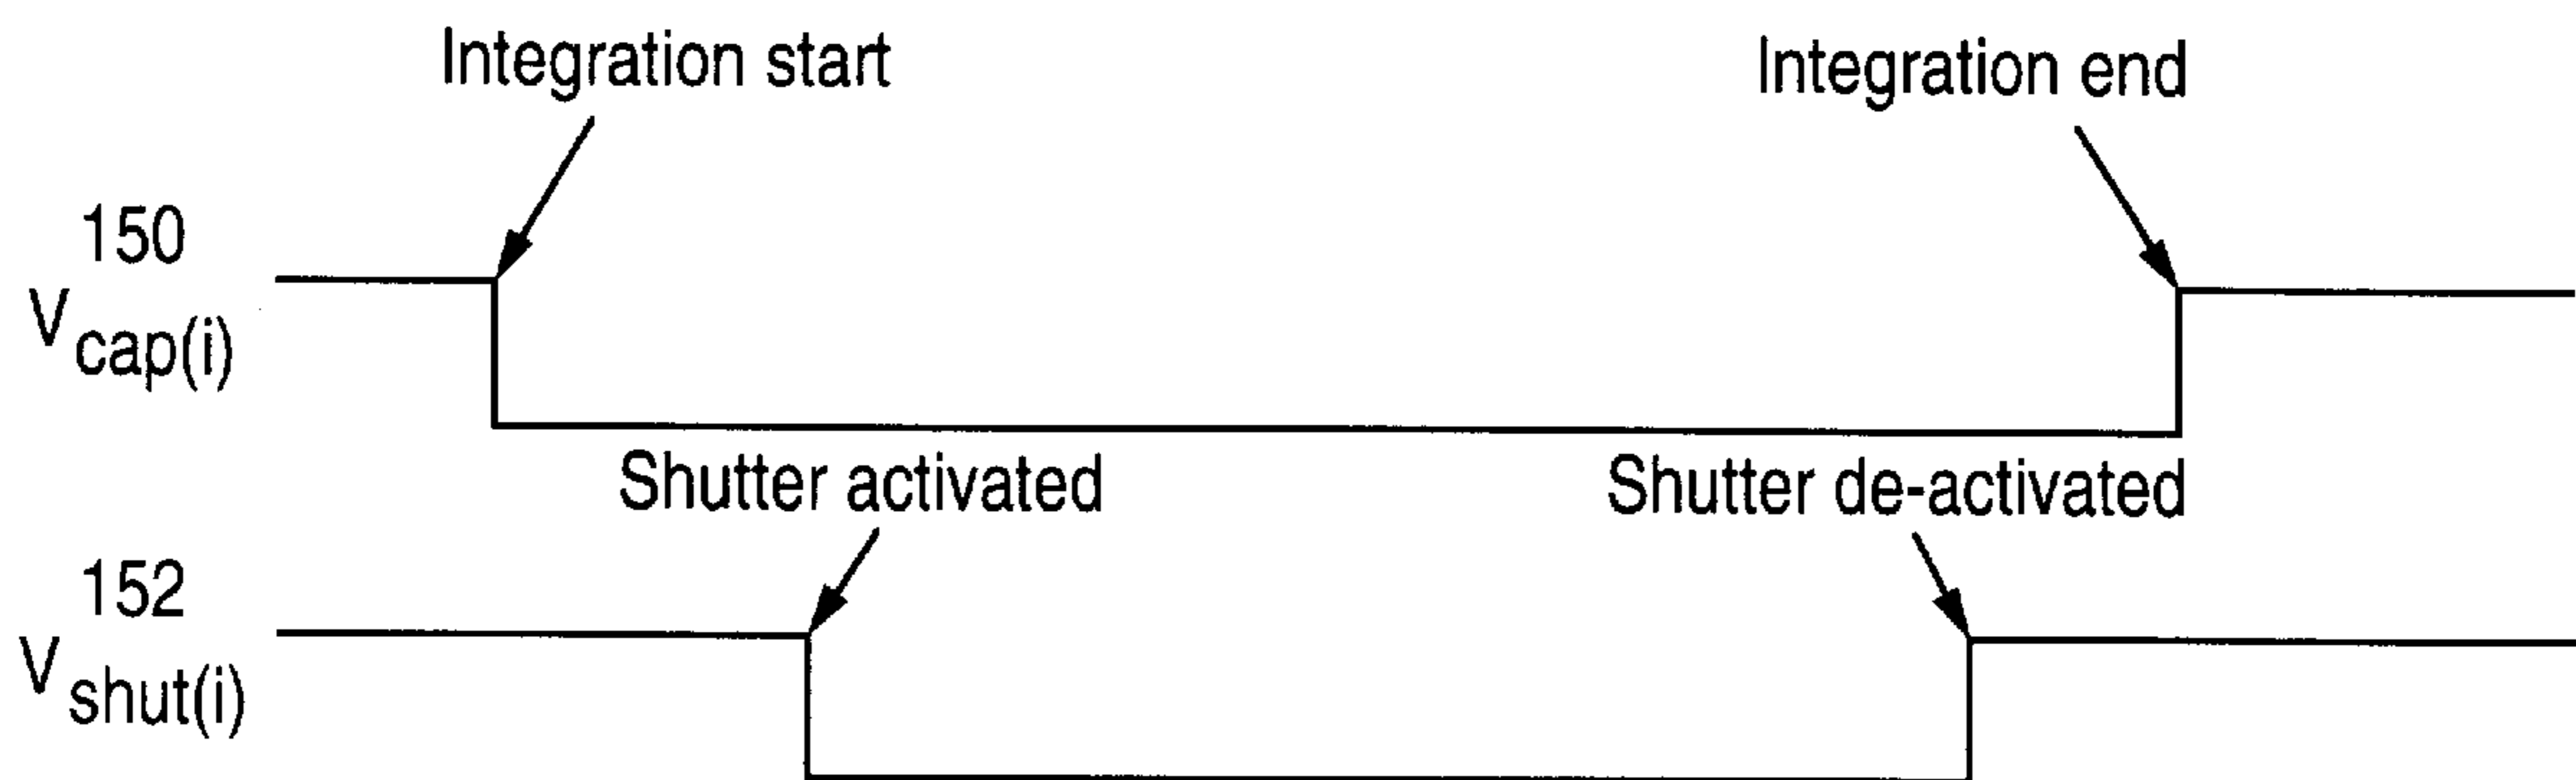 Integration start
Integration end
150
Vcap(i)
Shutter activated
Shutter de-activated
152
Vshut(i)